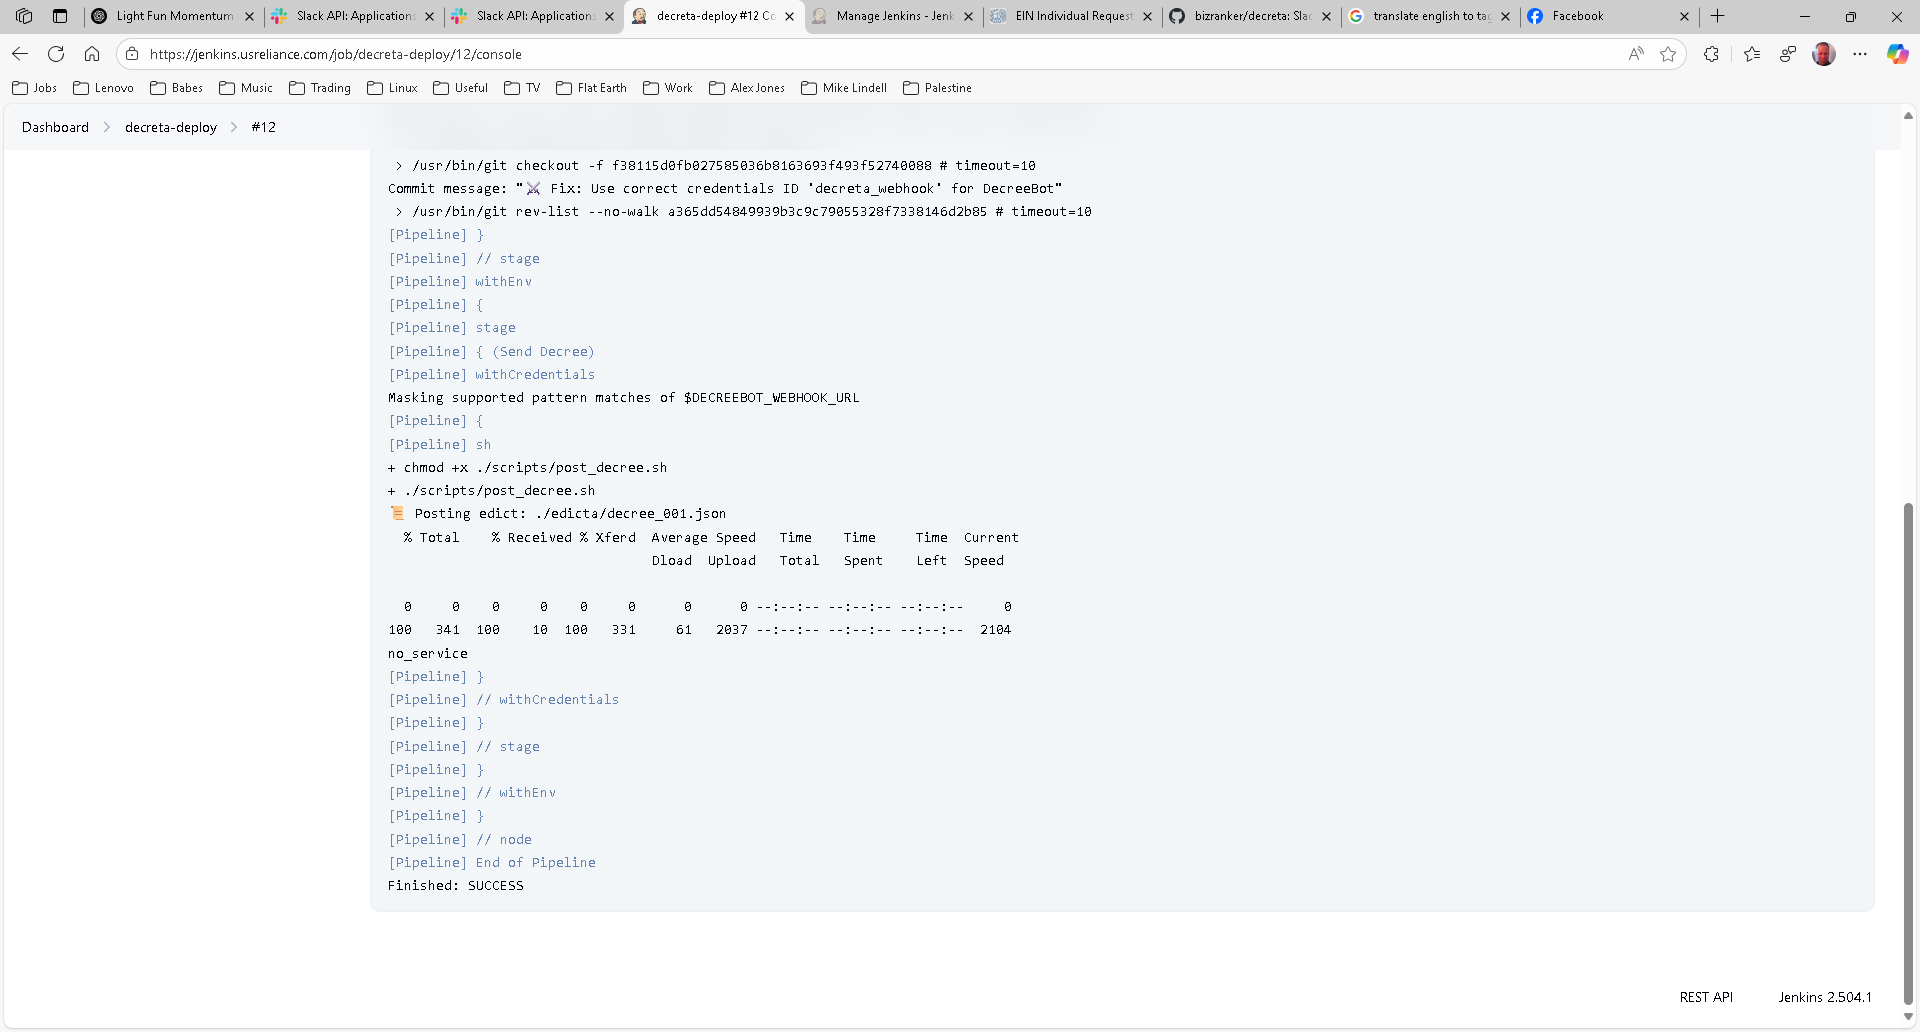 Light Fun Momentum
Slack API: Applications
Slack API: Applications
decreta-deploy #12 Co
Manage Jenkins - Jenk
EIN Individual Request
bizranker/decreta: Slac
translate english to tag
Facebook
https://jenkins.usreliance.com/job/decreta-deploy/12/console
Jobs Lenovo Babes Music Trading Linux Useful TV Flat Earth Work Alex Jones Mike Lindell Palestine
Dashboard > decreta-deploy > #12
> /usr/bin/git checkout -f f38115d0fb027585036b8163693f493f52740088 # timeout=10
Commit message: "⚔️ Fix: Use correct credentials ID 'decreta_webhook' for DecreeBot"
> /usr/bin/git rev-list --no-walk a365dd54849939b3c9c79055328f7338146d2b85 # timeout=10
[Pipeline] }
[Pipeline] // stage
[Pipeline] withEnv
[Pipeline] {
[Pipeline] stage
[Pipeline] { (Send Decree)
[Pipeline] withCredentials
Masking supported pattern matches of $DECREEBOT_WEBHOOK_URL
[Pipeline] {
[Pipeline] sh
+ chmod +x ./scripts/post_decree.sh
+ ./scripts/post_decree.sh
📜 Posting edict: ./edicta/decree_001.json
% Total % Received % Xferd Average Speed Time Time Time Current
Dload Upload Total Spent Left Speed
0 0 0 0 0 0 0 0 --:--:-- --:--:-- --:--:-- 0
100 341 100 10 100 331 61 2037 --:--:-- --:--:-- --:--:-- 2104
no_service
[Pipeline] }
[Pipeline] // withCredentials
[Pipeline] }
[Pipeline] // stage
[Pipeline] }
[Pipeline] // withEnv
[Pipeline] }
[Pipeline] // node
[Pipeline] End of Pipeline
Finished: SUCCESS
REST API Jenkins 2.504.1